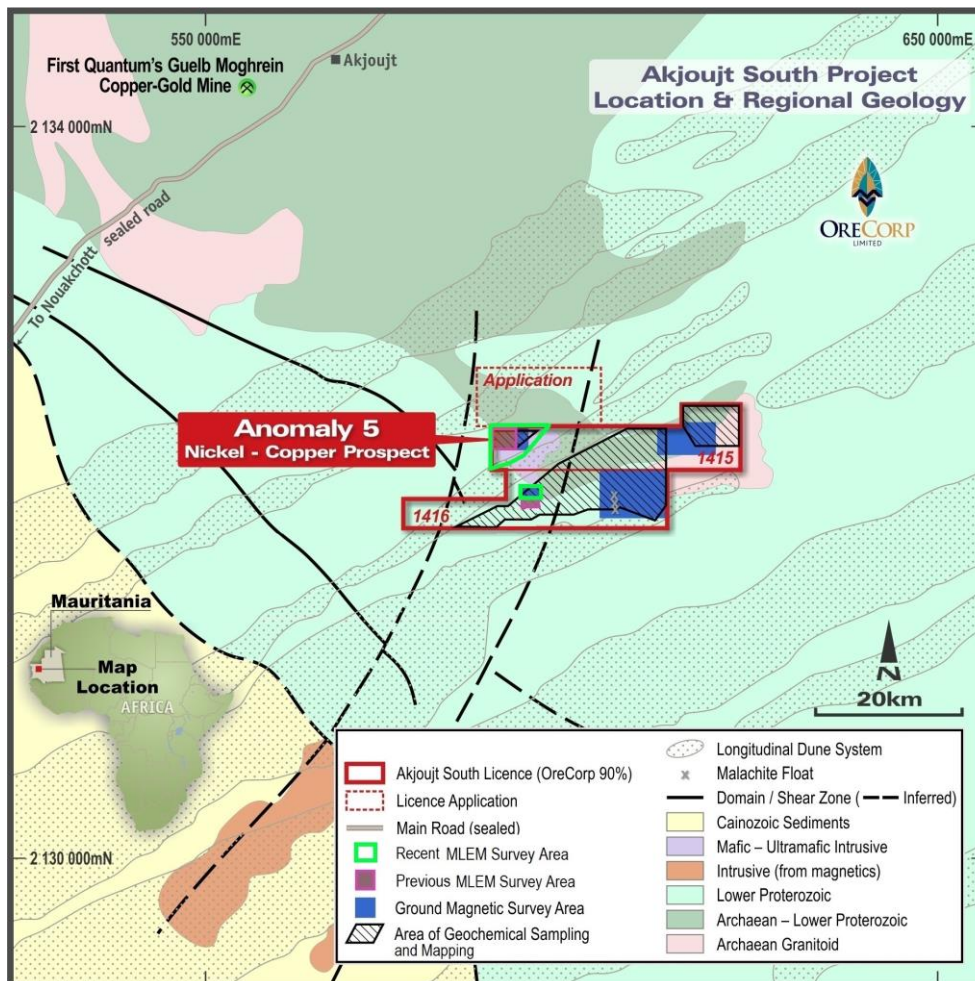 550 000mE
650 000mE
First Quantum's Guelb Moghrein
Copper-Gold Mine
Akjoujt
Akjoujt South Project
Location & Regional Geology
2 134 000mN
ORECORP
LIMITED
To Nouakchott sealed road
Application
Anomaly 5
Nickel - Copper Prospect
1415
1416
Mauritania
Map
Location
AFRICA
N
20km
Akjoujt South Licence (OreCorp 90%)
Licence Application
Main Road (sealed)
Recent MLEM Survey Area
Previous MLEM Survey Area
Ground Magnetic Survey Area
Area of Geochemical Sampling
and Mapping
Longitudinal Dune System
x Malachite Float
Domain / Shear Zone ( Inferred)
Cainozoic Sediments
Mafic – Ultramafic Intrusive
Intrusive (from magnetics)
Lower Proterozoic
Archaean – Lower Proterozoic
Archaean Granitoid
2 130 000mN